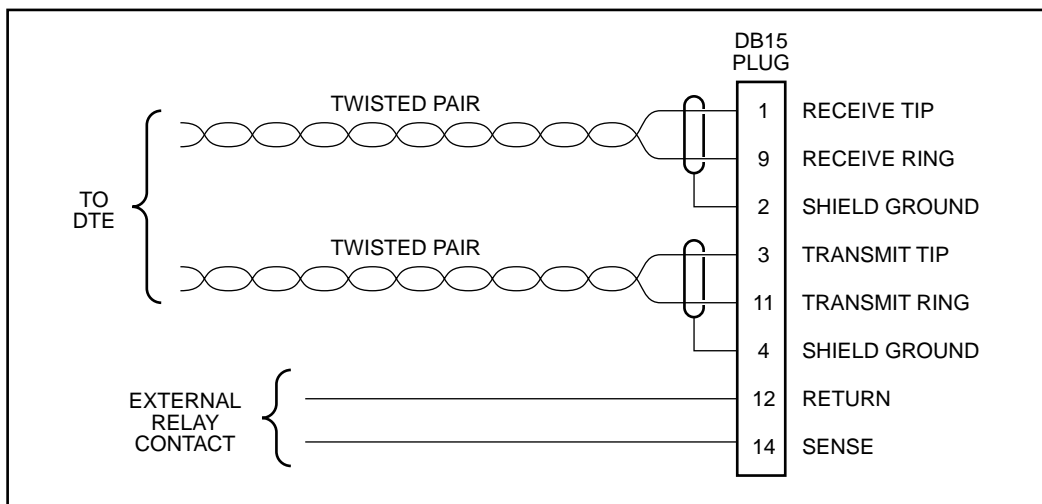 DB15
PLUG
TWISTED PAIR
1 RECEIVE TIP
9 RECEIVE RING
TO
DTE
2 SHIELD GROUND
TWISTED PAIR
3 TRANSMIT TIP
11 TRANSMIT RING
4 SHIELD GROUND
EXTERNAL
RELAY
CONTACT
12 RETURN
14 SENSE